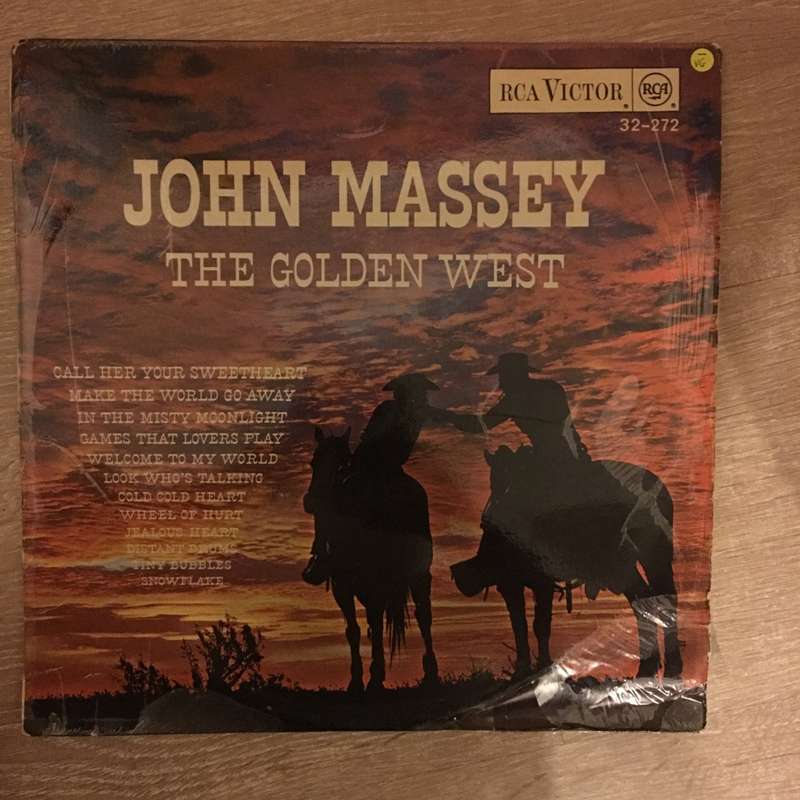 VG
RCA VICTOR RCA
32-272
JOHN MASSEY
THE GOLDEN WEST
CALL HER YOUR SWEETHEART
MAKE THE WORLD GO AWAY
IN THE MISTY MOONLIGHT
GAMES THAT LOVERS PLAY
WELCOME TO MY WORLD
LOOK WHO'S TALKING
COLD COLD HEART
WHEEL OF HURT
JEALOUS HEART
DISTANT DRUMS
TINY BUBBLES
SNOWFLAKE